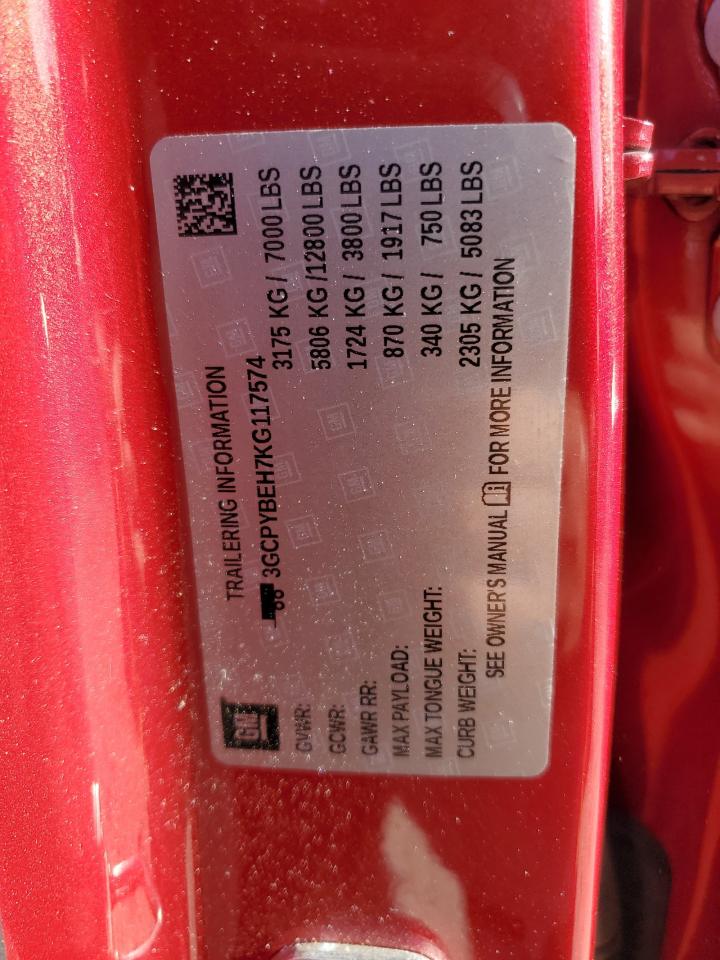 GM
TRAILERING INFORMATION
3GCPYBEH7KG117574
GVWR: 3175 KG / 7000 LBS
GCWR: 5806 KG /12800 LBS
GAWR RR: 1724 KG / 3800 LBS
MAX PAYLOAD: 870 KG / 1917 LBS
MAX TONGUE WEIGHT: 340 KG / 750 LBS
CURB WEIGHT: 2305 KG / 5083 LBS
SEE OWNER'S MANUAL FOR MORE INFORMATION